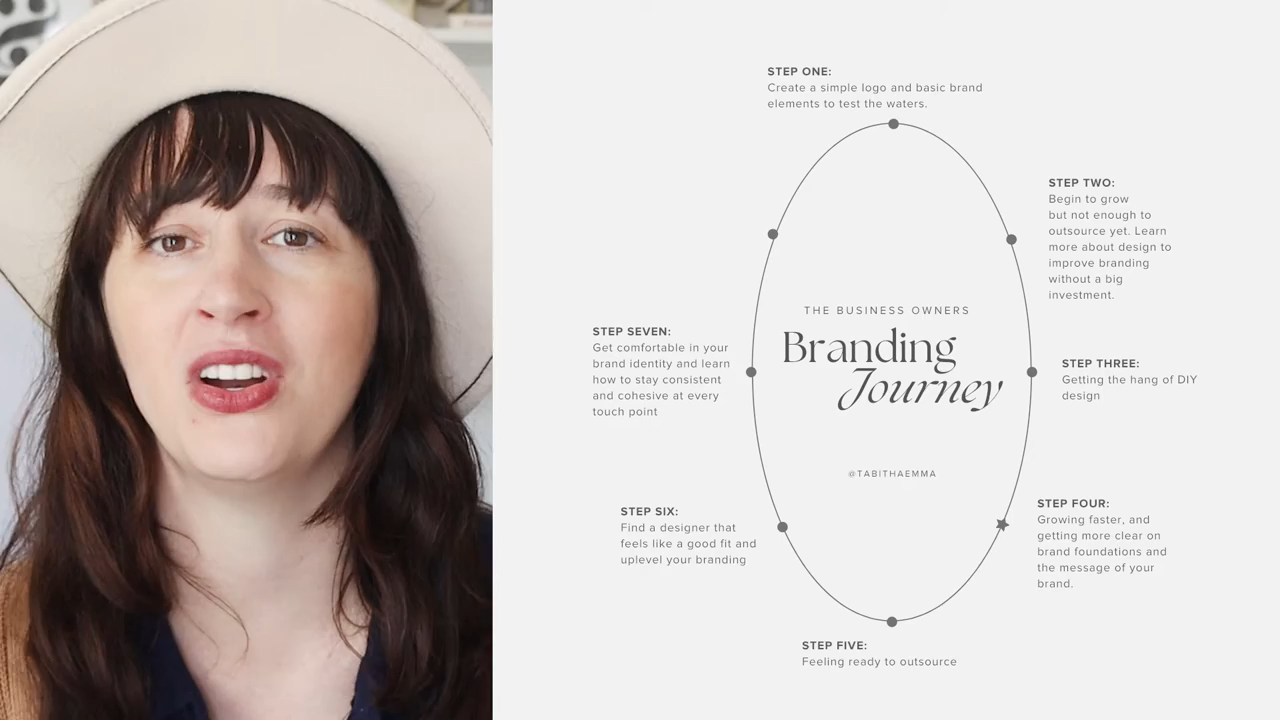 STEP ONE:
Create a simple logo and basic brand
elements to test the waters.
STEP TWO:
Begin to grow
but not enough to
outsource yet. Learn
more about design to
improve branding
without a big
investment.
STEP THREE:
Getting the hang of DIY
design
STEP FOUR:
Growing faster, and
getting more clear on
brand foundations and
the message of your
brand.
STEP FIVE:
Feeling ready to outsource
STEP SIX:
Find a designer that
feels like a good fit and
uplevel your branding
STEP SEVEN:
Get comfortable in your
brand identity and learn
how to stay consistent
and cohesive at every
touch point
THE BUSINESS OWNERS
Branding
Journey
@TABITHAEMMA